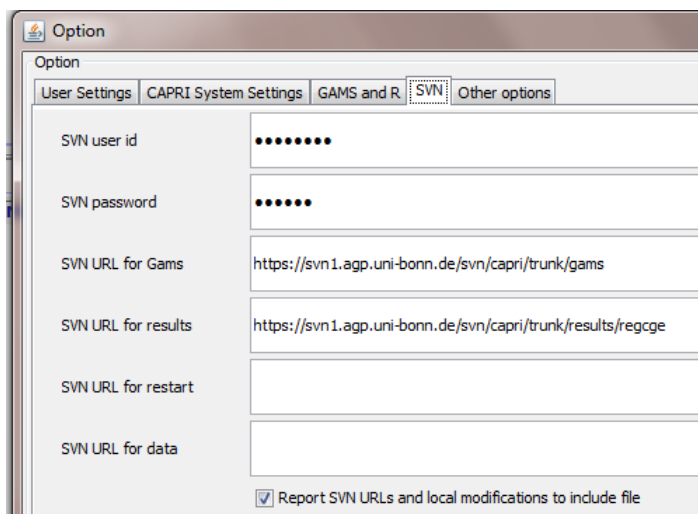 Option
Option
User Settings CAPRI System Settings GAMS and R SVN Other options
SVN user id ••••••••
SVN password ••••••
SVN URL for Gams https://svn1.agp.uni-bonn.de/svn/capri/trunk/gams
SVN URL for results https://svn1.agp.uni-bonn.de/svn/capri/trunk/results/regcge
SVN URL for restart
SVN URL for data
Report SVN URLs and local modifications to include file